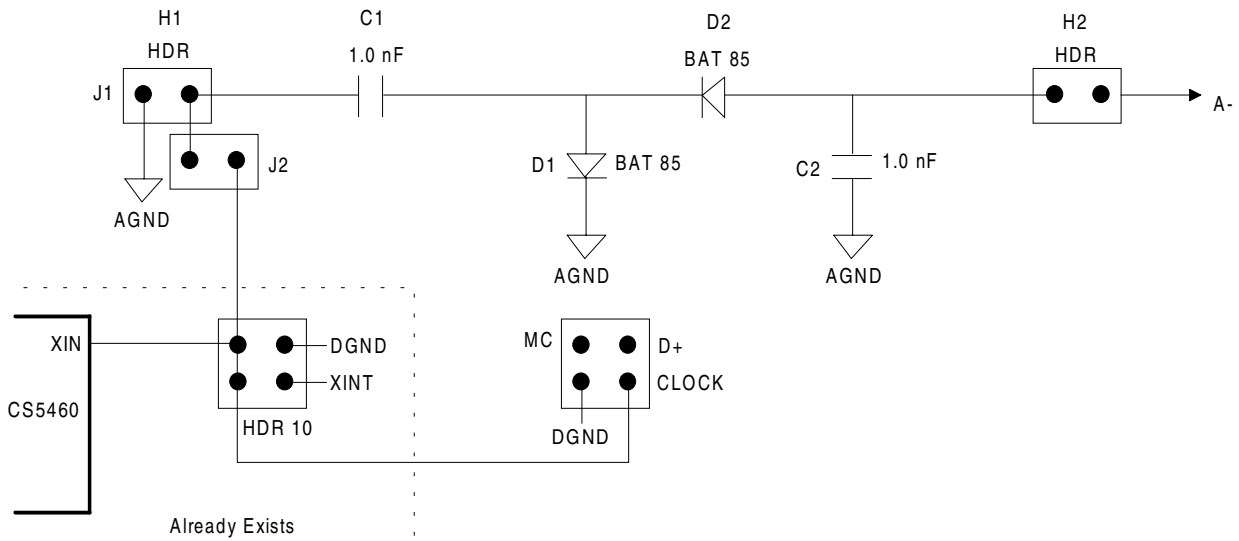 H1
C1
D2
H2
HDR
1.0 nF
BAT 85
HDR
J1
A-
J2
D1
BAT 85
C2
1.0 nF
AGND
AGND
AGND
XIN
DGND
MC
D+
XINT
CLOCK
CS5460
HDR 10
DGND
Already Exists